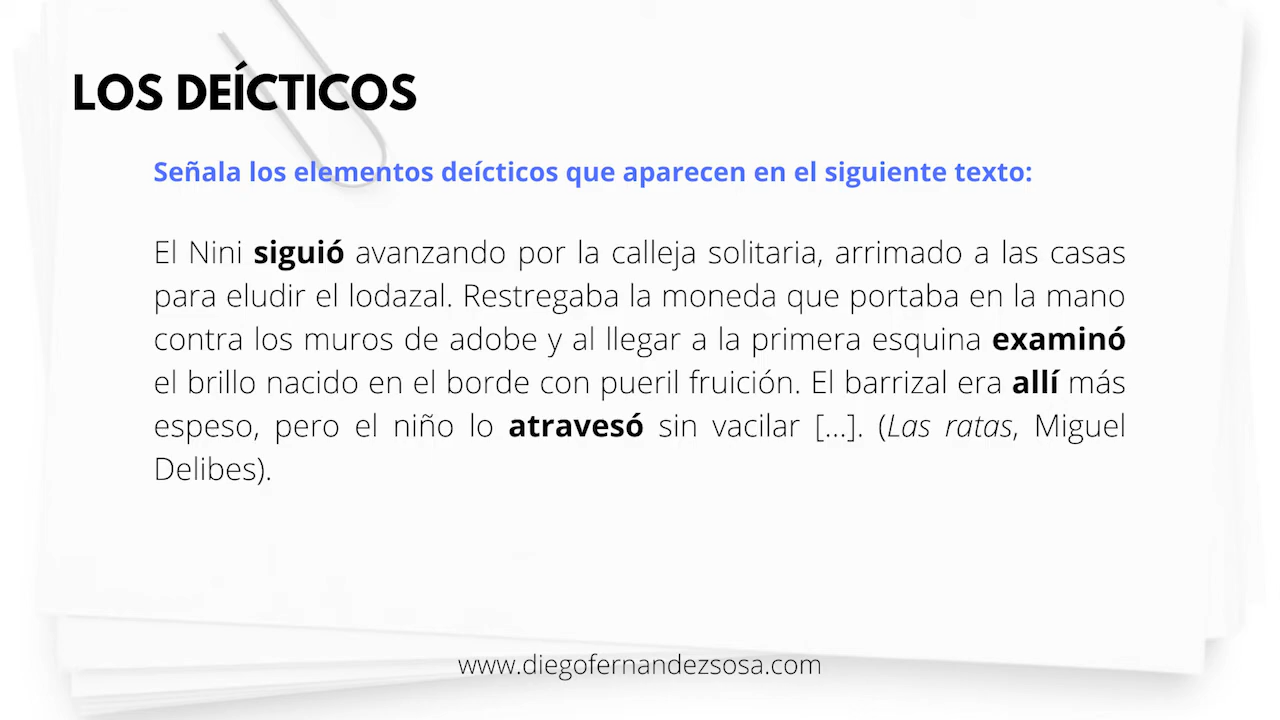 LOS DEÍCTICOS
Señala los elementos deícticos que aparecen en el siguiente texto:
El Nini siguió avanzando por la calleja solitaria, arrimado a las casas
para eludir el lodazal. Restregaba la moneda que portaba en la mano
contra los muros de adobe y al llegar a la primera esquina examinó
el brillo nacido en el borde con pueril fruición. El barrizal era allí más
espeso, pero el niño lo atravesó sin vacilar [...]. (Las ratas, Miguel
Delibes).
www.diegofernandezsosa.com